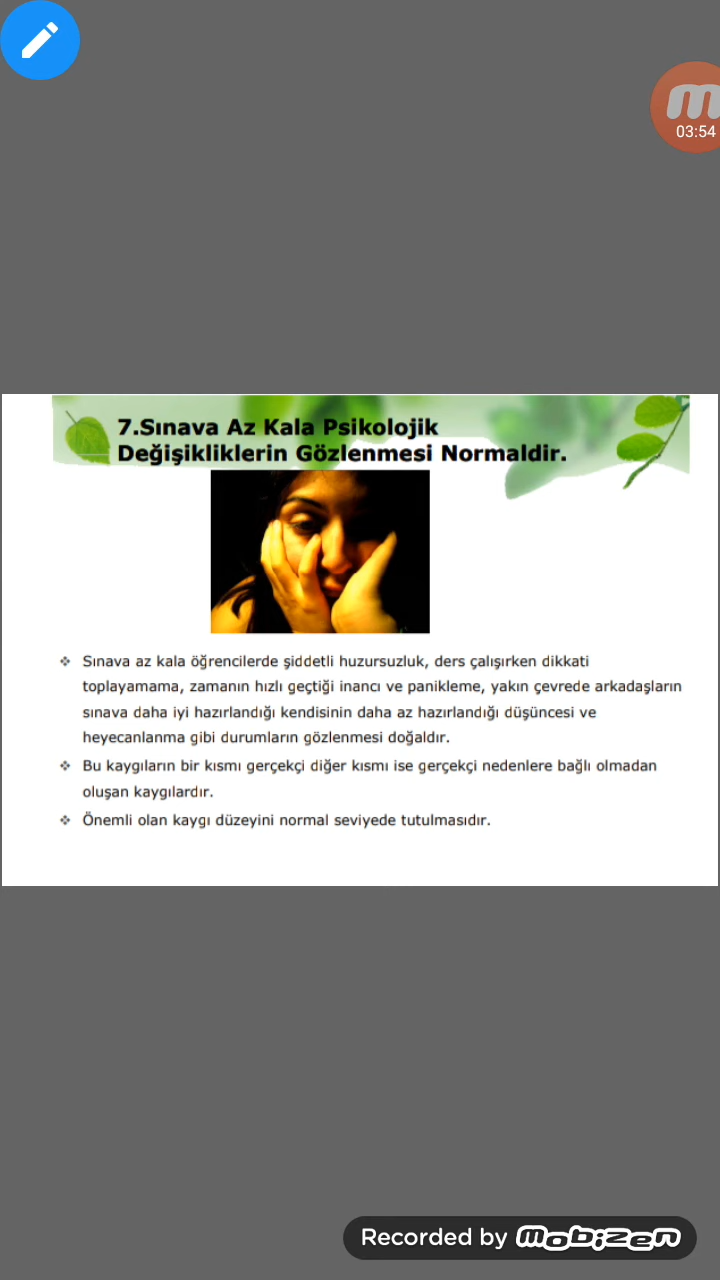 03:54
7.Sınava Az Kala Psikolojik
Değişikliklerin Gözlenmesi Normaldir.
Sınava az kala öğrencilerde şiddetli huzursuzluk, ders çalışırken dikkati
toplayamama, zamanın hızlı geçtiği inancı ve panikleme, yakın çevrede arkadaşların
sınava daha iyi hazırlandığı kendisinin daha az hazırlandığı düşüncesi ve
heyecanlanma gibi durumların gözlenmesi doğaldır.
Bu kaygıların bir kısmı gerçekçi diğer kısmı ise gerçekçi nedenlere bağlı olmadan
oluşan kaygılardır.
Önemli olan kaygı düzeyini normal seviyede tutulmasıdır.
Recorded by mobizen